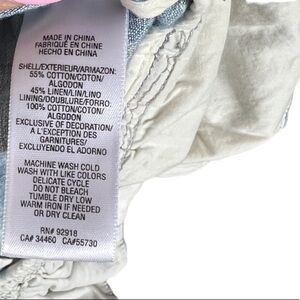 MADE IN CHINA
FABRIQUÉ EN CHINE
HECHO EN CHINA
SHELL/EXTERIEUR/ARMAZON:
55% COTTON/COTON/
ALGODON
45% LINEN/LIN/LINO
LINING/DOUBLURE/FORRO:
100% COTTON/COTON/
ALGODON
EXCLUSIVE OF DECORATION/
A L'EXCEPTION DES
GARNITURES/
EXCLUYENDO EL ADORNO
MACHINE WASH COLD
WASH WITH LIKE COLORS
DELICATE CYCLE
DO NOT BLEACH
TUMBLE DRY LOW
WARM IRON IF NEEDED
OR DRY CLEAN
RN# 92918
CA# 34460 CA#55730